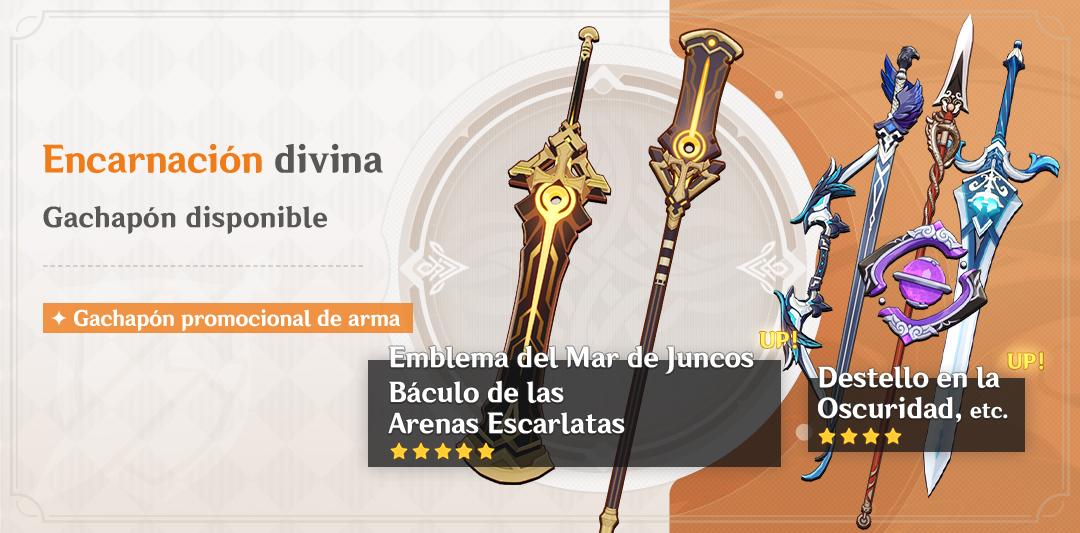 Encarnación divina
Gachapón disponible
✦ Gachapón promocional de arma
UP!
Emblema del Mar de Juncos
Báculo de las
Arenas Escarlatas
UP!
Destello en la
Oscuridad, etc.